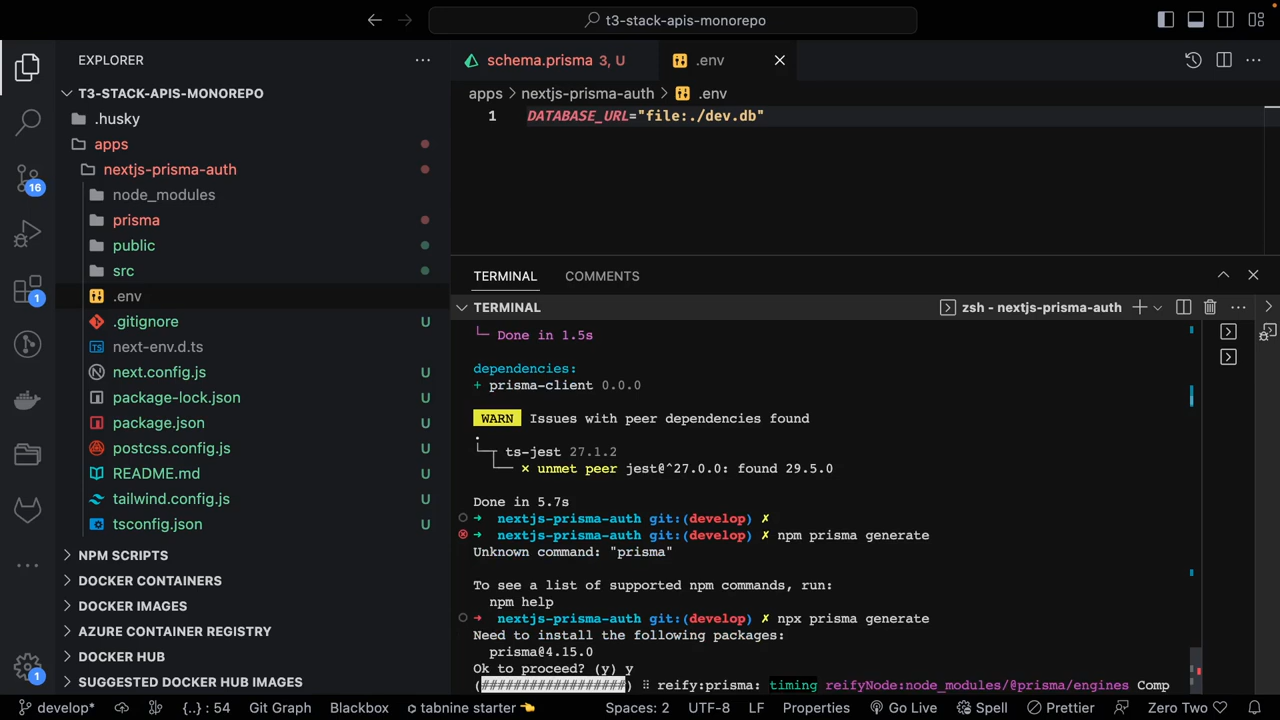 t3-stack-apis-monorepo
EXPLORER
T3-STACK-APIS-MONOREPO
.husky
apps
nextjs-prisma-auth
node_modules
prisma
public
src
.env
.gitignore U
next-env.d.ts
next.config.js U
package-lock.json U
package.json U
postcss.config.js U
README.md U
tailwind.config.js U
tsconfig.json U
NPM SCRIPTS
DOCKER CONTAINERS
DOCKER IMAGES
AZURE CONTAINER REGISTRY
DOCKER HUB
SUGGESTED DOCKER HUB IMAGES
16
1
1
schema.prisma 3, U
.env
apps > nextjs-prisma-auth > .env
1 DATABASE_URL="file:./dev.db"
TERMINAL COMMENTS
TERMINAL zsh - nextjs-prisma-auth
Done in 1.5s
dependencies:
+ prisma-client 0.0.0
WARN Issues with peer dependencies found
.
ts-jest 27.1.2
✗ unmet peer jest@^27.0.0: found 29.5.0
Done in 5.7s
➜ nextjs-prisma-auth git:(develop) ✗
➜ nextjs-prisma-auth git:(develop) ✗ npm prisma generate
Unknown command: "prisma"
To see a list of supported npm commands, run:
npm help
➜ nextjs-prisma-auth git:(develop) ✗ npx prisma generate
Need to install the following packages:
prisma@4.15.0
Ok to proceed? (y) y
(##################) ⠇ reify:prisma: timing reifyNode:node_modules/@prisma/engines Comp
develop* {..} : 54 Git Graph Blackbox tabnine starter 👈 Spaces: 2 UTF-8 LF Properties Go Live Spell Prettier Zero Two